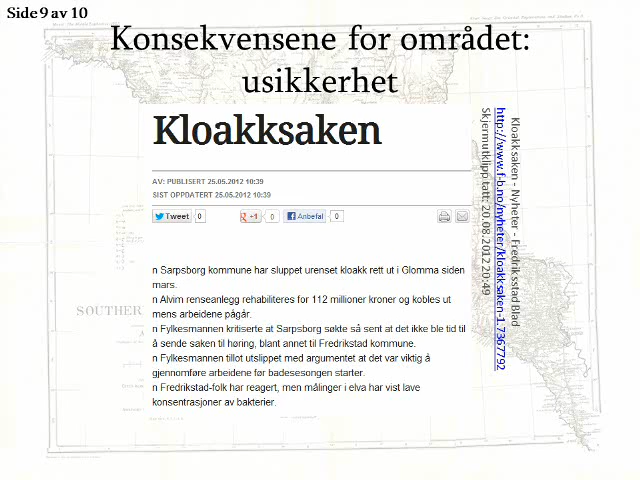 Side 9 av 10
Konsekvensene for området:
usikkerhet
Kloakksaken
AV: PUBLISERT 25.05.2012 10:39
SIST OPPDATERT 25.05.2012 10:39
Tweet 0 +1 0 Anbefal 0
n Sarpsborg kommune har sluppet urenset kloakk rett ut i Glomma siden
mars.
n Alvim renseanlegg rehabiliteres for 112 millioner kroner og kobles ut
mens arbeidene pågår.
n Fylkesmannen kritiserte at Sarpsborg søkte så sent at det ikke ble tid til
å sende saken til høring, blant annet til Fredrikstad kommune.
n Fylkesmannen tillot utslippet med argumentet at det var viktig å
gjennomføre arbeidene før badesesongen starter.
n Fredrikstad-folk har reagert, men målinger i elva har vist lave
konsentrasjoner av bakterier.
Kloakksaken - Nyheter - Fredriksstad Blad
http://www.f-b.no/nyheter/kloakksaken-1.7367792
Skjermutklipp tatt: 20.08.2012 20:49
SOUTHER